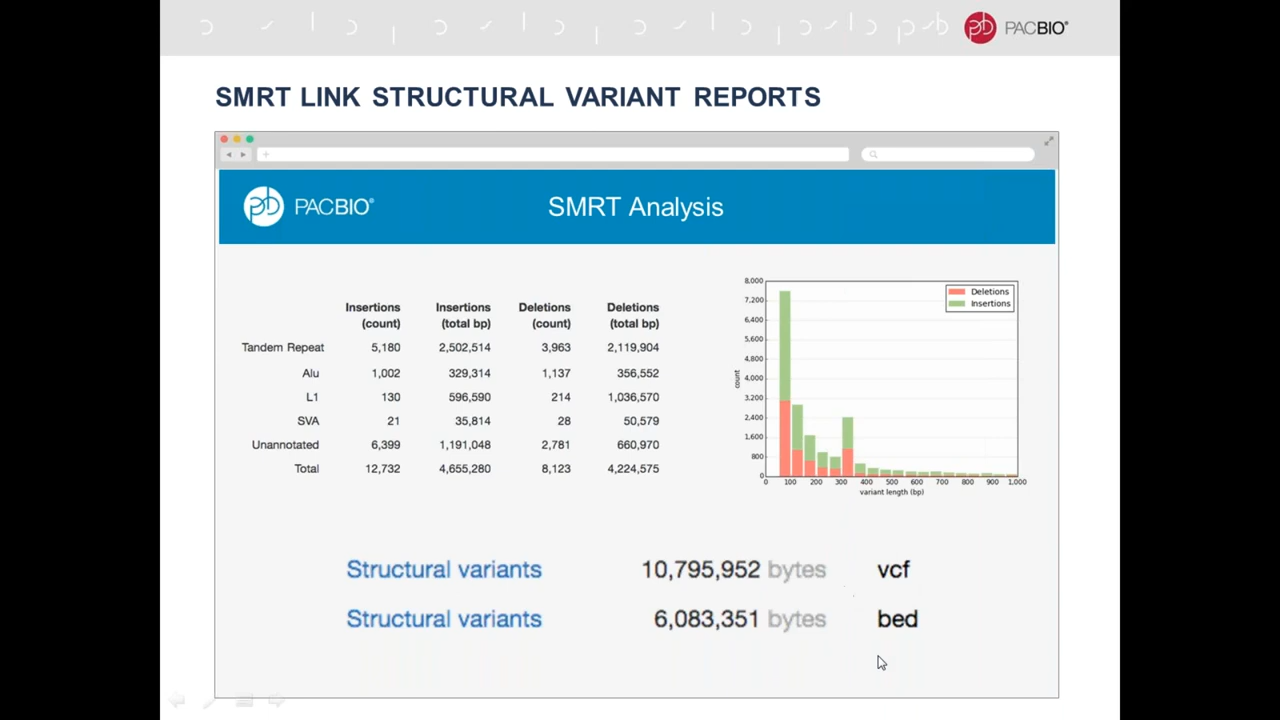 PACBIO®
SMRT LINK STRUCTURAL VARIANT REPORTS
PACBIO®
SMRT Analysis
Insertions (count) Insertions (total bp) Deletions (count) Deletions (total bp)
Tandem Repeat 5,180 2,502,514 3,963 2,119,904
Alu 1,002 329,314 1,137 356,552
L1 130 596,590 214 1,036,570
SVA 21 35,814 28 50,579
Unannotated 6,399 1,191,048 2,781 660,970
Total 12,732 4,655,280 8,123 4,224,575
8,000
7,200
6,400
5,600
4,800
4,000
3,200
2,400
1,600
800
0
count
Deletions
Insertions
0 100 200 300 400 500 600 700 800 900 1,000
variant length (bp)
Structural variants 10,795,952 bytes vcf
Structural variants 6,083,351 bytes bed